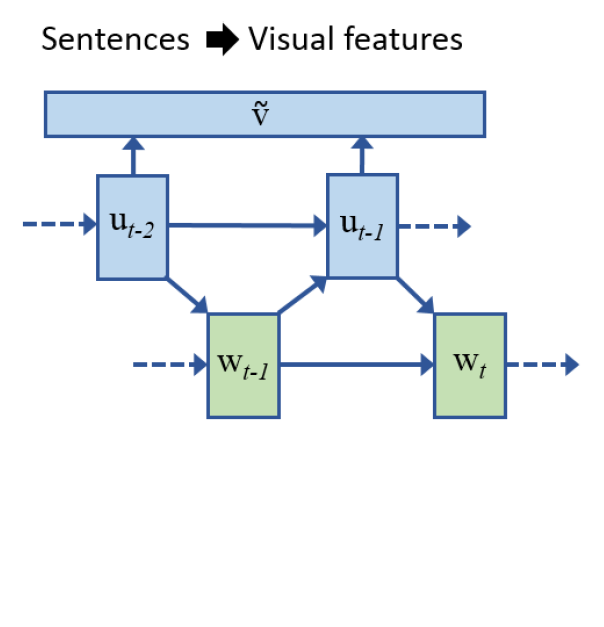 Sentences ➡ Visual features
ṽ
u_{t-2}
u_{t-1}
w_{t-1}
w_t